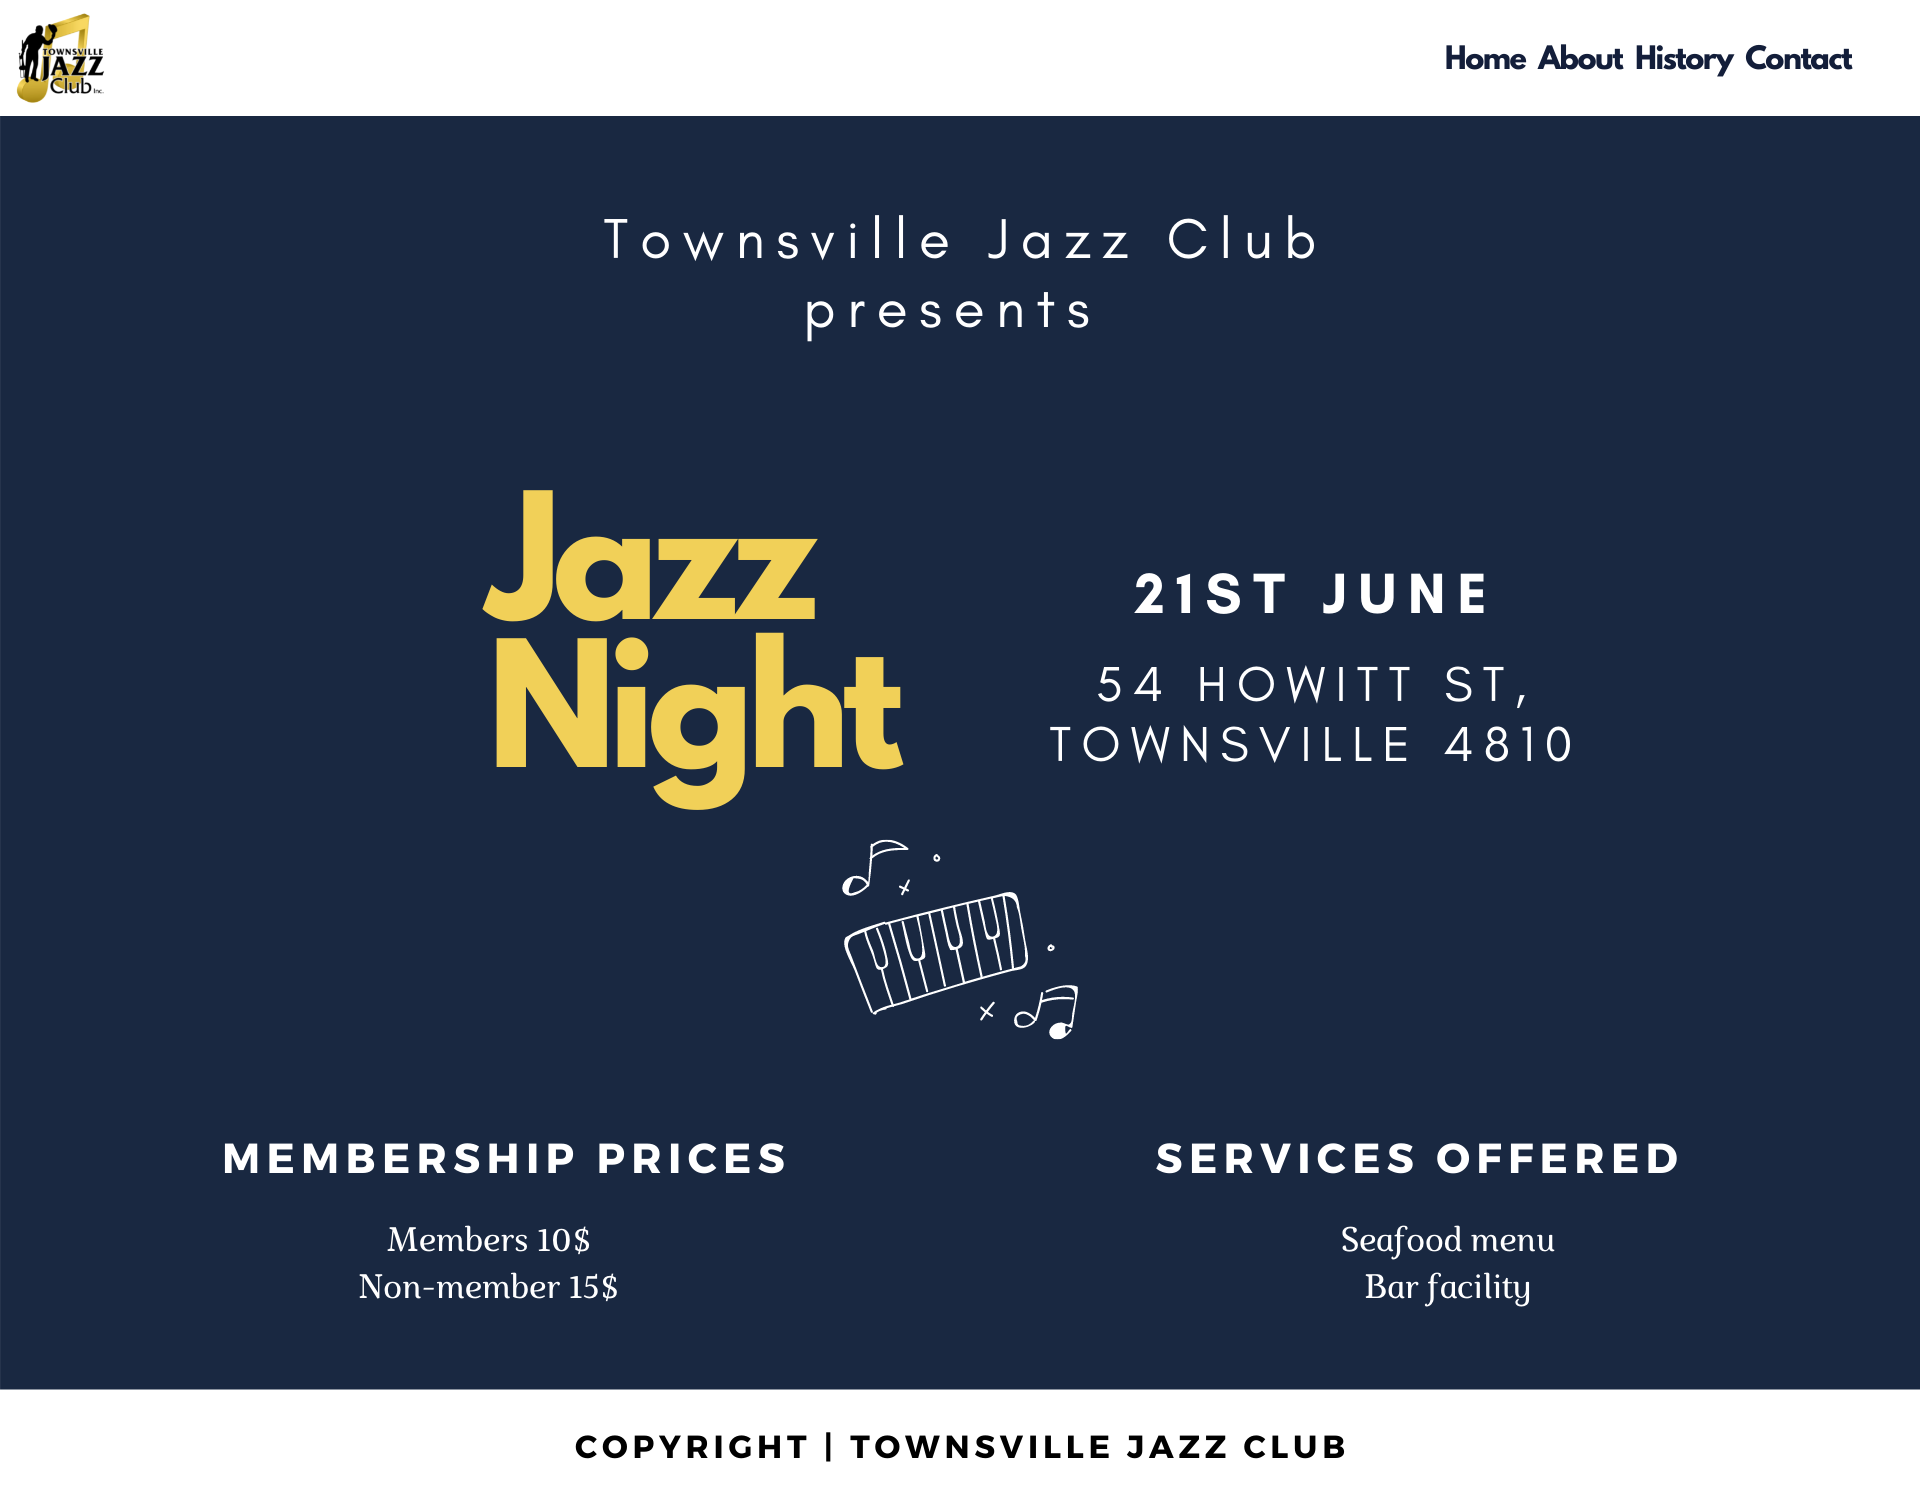 TOWNSVILLE
JAZZ
Club Inc.
Home About History Contact
Townsville Jazz Club
presents
Jazz
Night
21ST JUNE
54 HOWITT ST,
TOWNSVILLE 4810
MEMBERSHIP PRICES
Members 10$
Non-member 15$
SERVICES OFFERED
Seafood menu
Bar facility
COPYRIGHT | TOWNSVILLE JAZZ CLUB